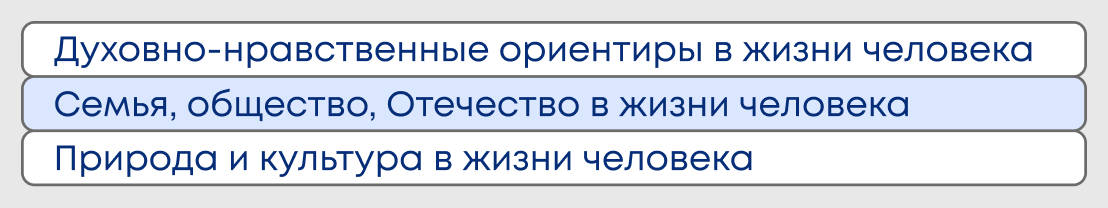 Духовно-нравственные ориентиры в жизни человека
Семья, общество, Отечество в жизни человека
Природа и культура в жизни человека